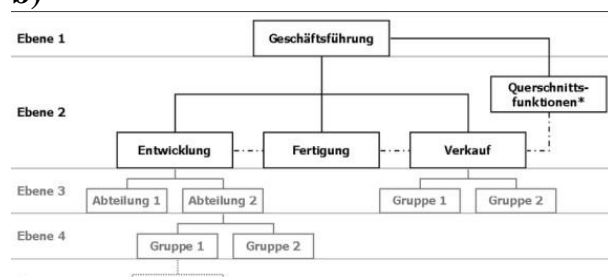 b)
Ebene 1
Geschäftsführung
Querschnitts-
funktionen*
Ebene 2
Entwicklung
Fertigung
Verkauf
Ebene 3
Abteilung 1
Abteilung 2
Gruppe 1
Gruppe 2
Ebene 4
Gruppe 1
Gruppe 2